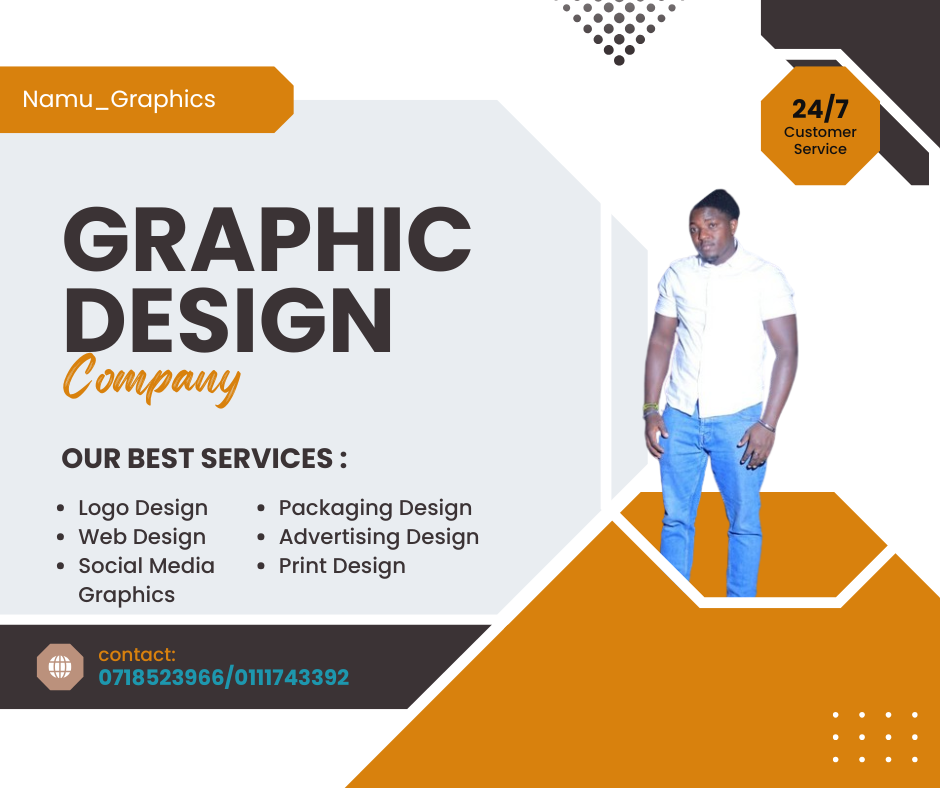 Namu_Graphics
24/7
Customer
Service
GRAPHIC
DESIGN
Company
OUR BEST SERVICES :
• Logo Design
• Web Design
• Social Media
Graphics
• Packaging Design
• Advertising Design
• Print Design
contact:
0718523966/0111743392